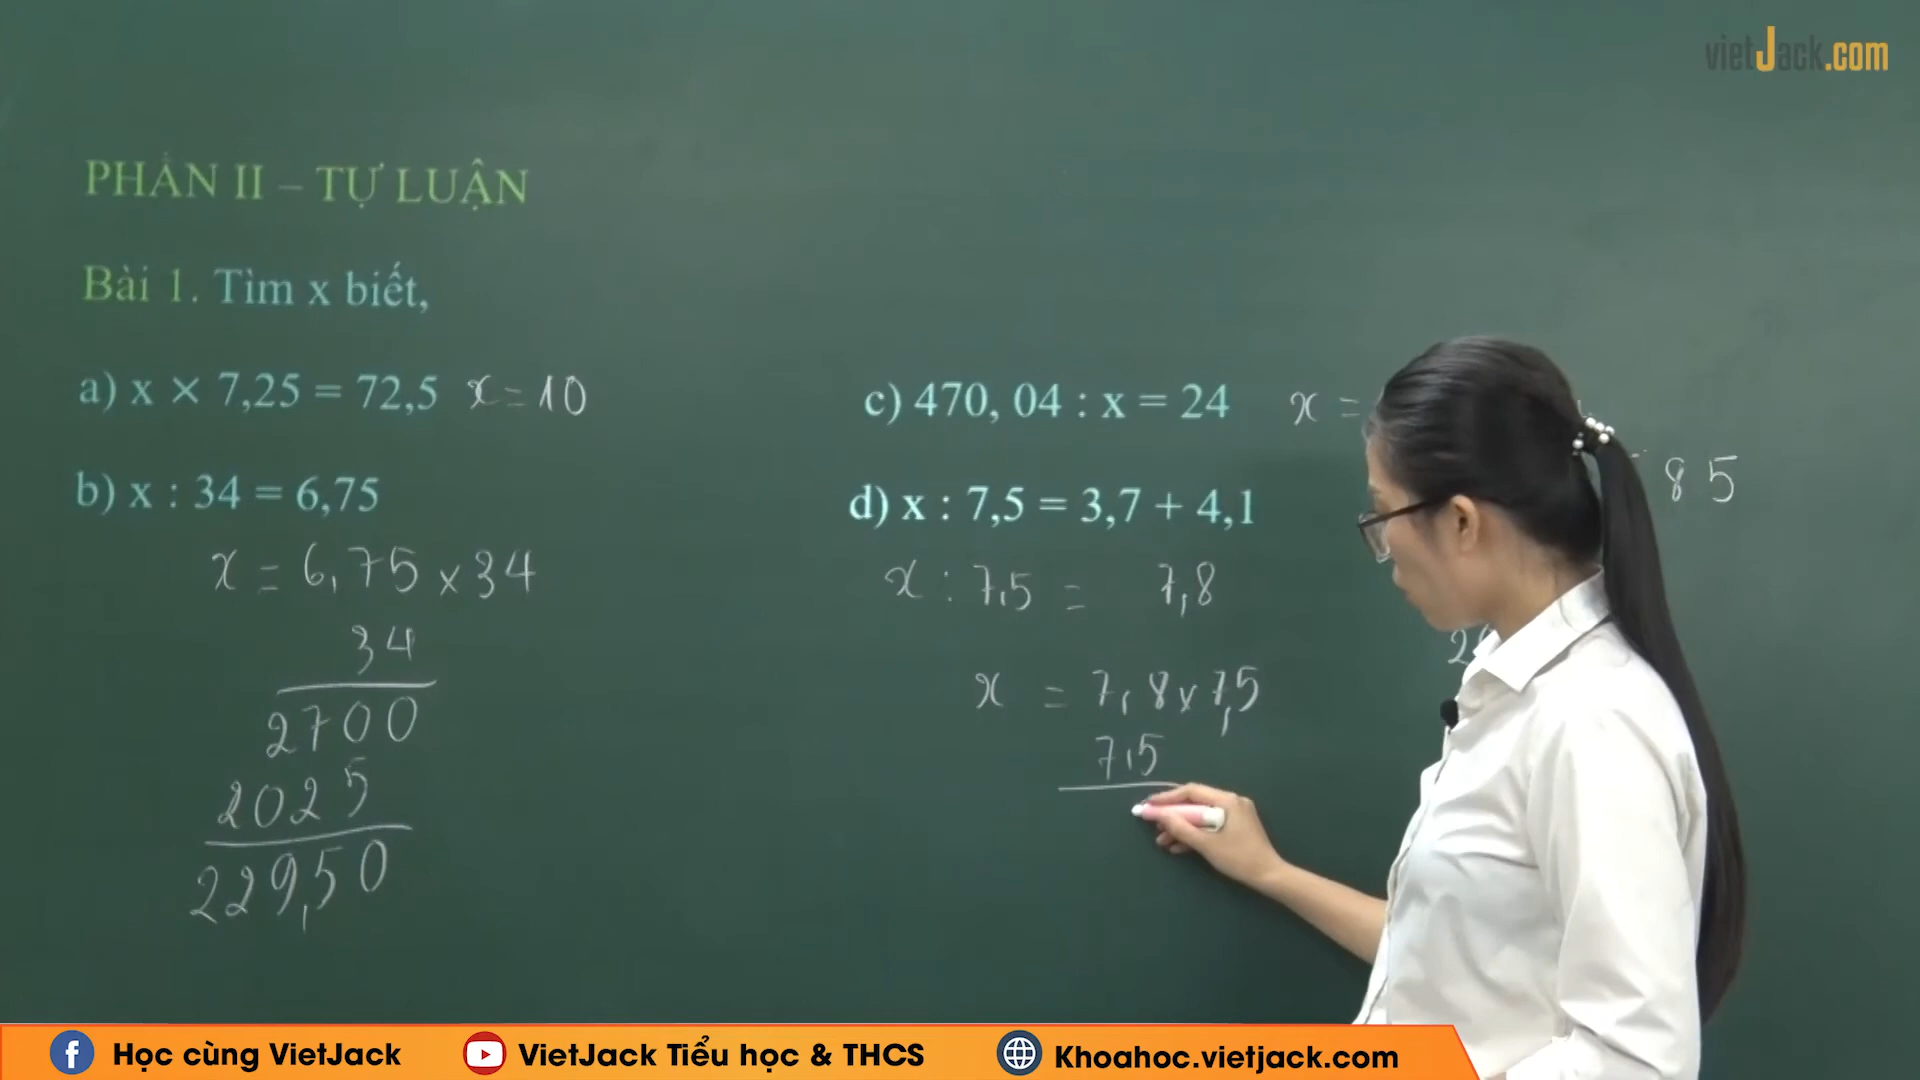 vietJack.com
PHẦN II – TỰ LUẬN
Bài 1. Tìm x biết,
a) x × 7,25 = 72,5 x = 10
b) x : 34 = 6,75
x = 6,75 x 34
34
2700
2025
229,50
c) 470, 04 : x = 24 x =
85
d) x : 7,5 = 3,7 + 4,1
x : 7,5 = 7,8
x = 7,8 x 7,5
7,5
Học cùng VietJack
VietJack Tiểu học & THCS
Khoahoc.vietjack.com